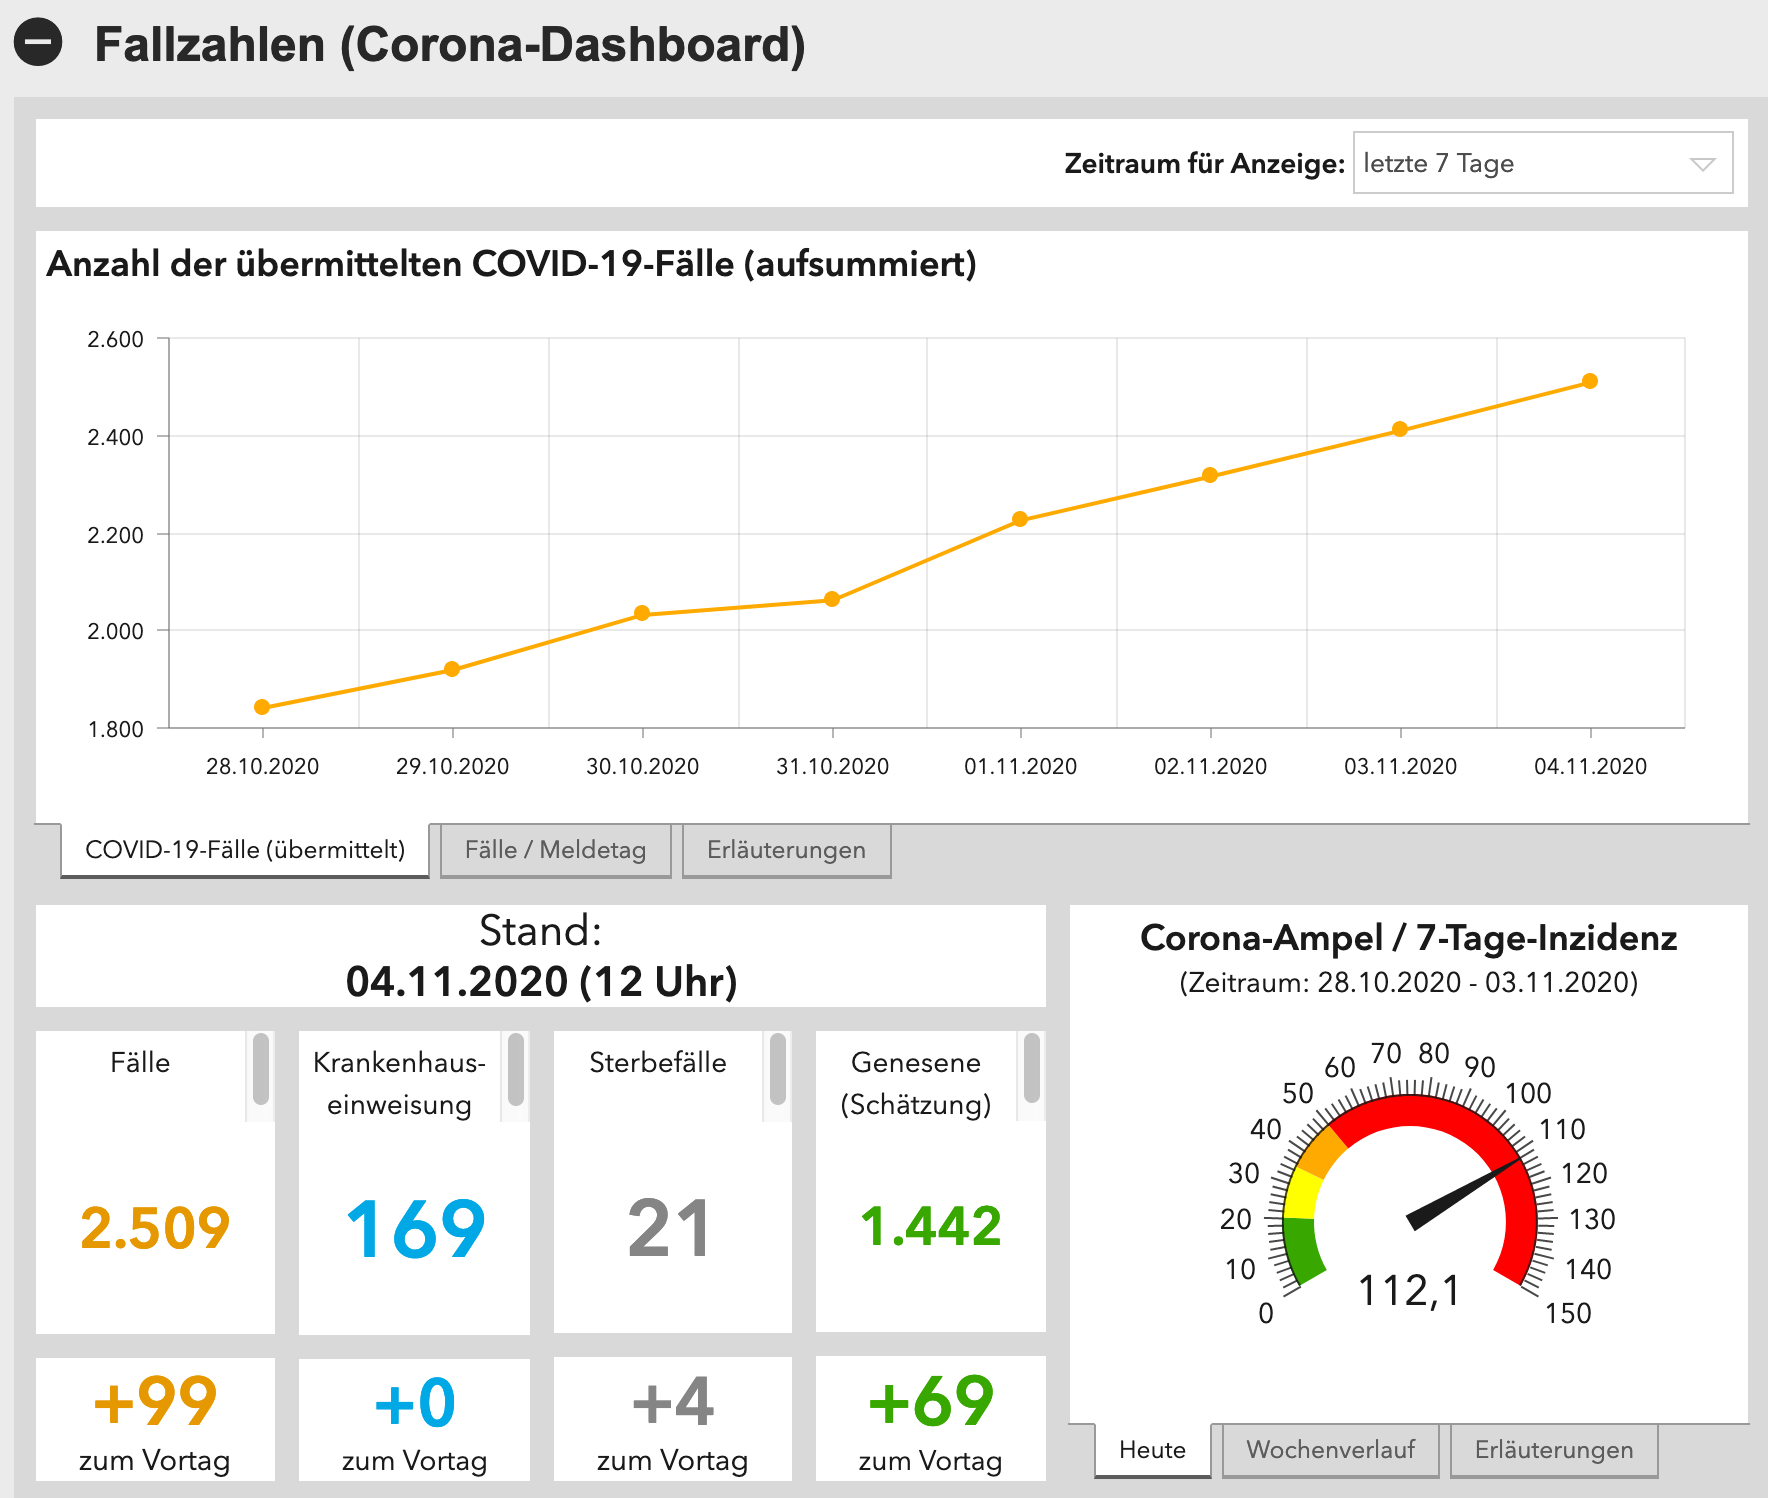 Fallzahlen (Corona-Dashboard)
Zeitraum für Anzeige: letzte 7 Tage
Anzahl der übermittelten COVID-19-Fälle (aufsummiert)
2.600
2.400
2.200
2.000
1.800
28.10.2020 29.10.2020 30.10.2020 31.10.2020 01.11.2020 02.11.2020 03.11.2020 04.11.2020
COVID-19-Fälle (übermittelt) Fälle / Meldetag Erläuterungen
Stand:
04.11.2020 (12 Uhr)
Fälle
2.509
+99
zum Vortag
Krankenhaus-
einweisung
169
+0
zum Vortag
Sterbefälle
21
+4
zum Vortag
Genesene
(Schätzung)
1.442
+69
zum Vortag
Corona-Ampel / 7-Tage-Inzidenz
(Zeitraum: 28.10.2020 - 03.11.2020)
0
10
20
30
40
50
60
70
80
90
100
110
120
130
140
150
112,1
Heute Wochenverlauf Erläuterungen